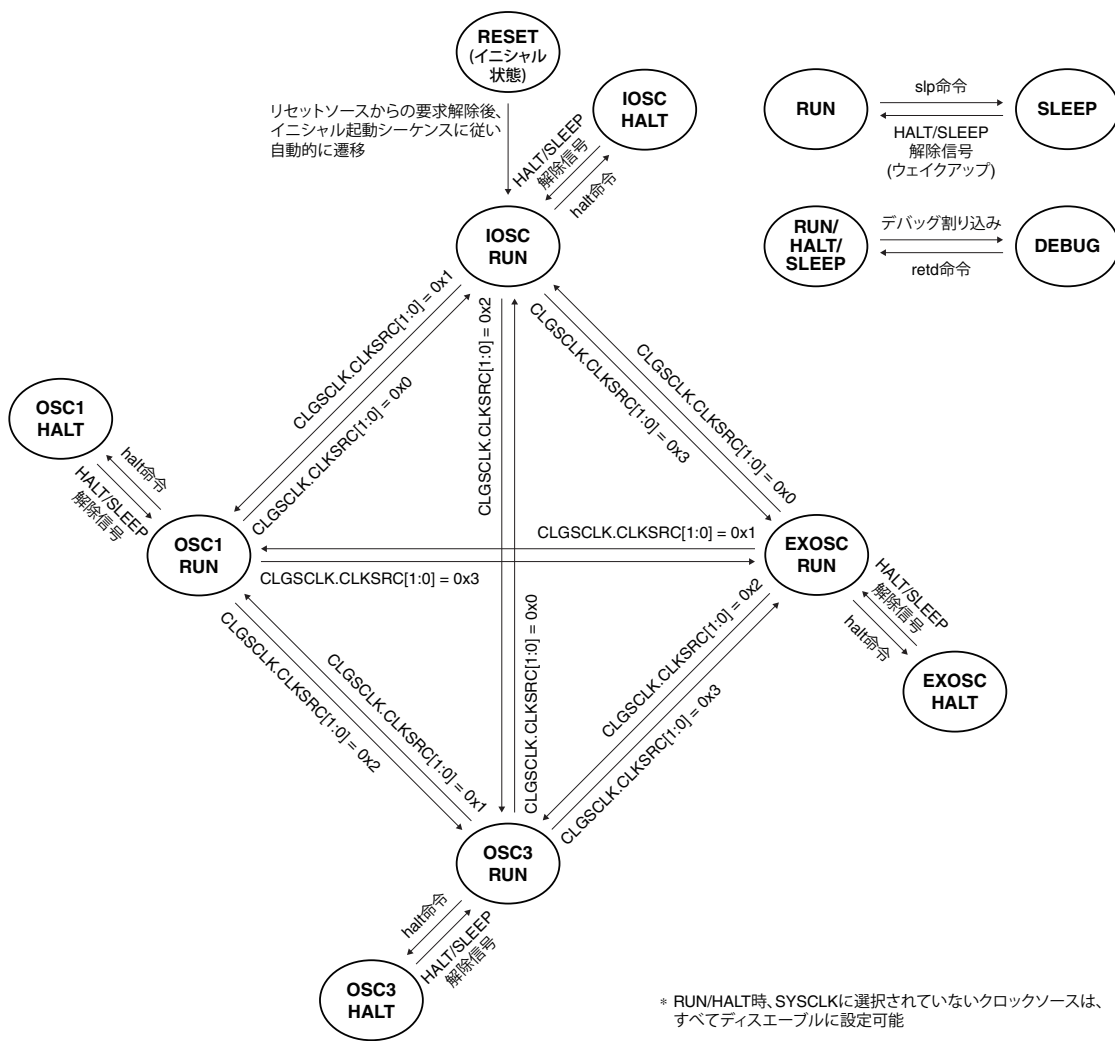 RESET
(イニシャル
状態)
リセットソースからの要求解除後、
イニシャル起動シーケンスに従い
自動的に遷移
IOSC
HALT
HALT/SLEEP
解除信号
halt命令
IOSC
RUN
RUN
slp命令
HALT/SLEEP
解除信号
(ウェイクアップ)
SLEEP
RUN/
HALT/
SLEEP
デバッグ割り込み
retd命令
DEBUG
CLGSCLK.CLKSRC[1:0] = 0x1
CLGSCLK.CLKSRC[1:0] = 0x0
CLGSCLK.CLKSRC[1:0] = 0x2
CLGSCLK.CLKSRC[1:0] = 0x0
CLGSCLK.CLKSRC[1:0] = 0x3
CLGSCLK.CLKSRC[1:0] = 0x0
OSC1
HALT
halt命令
HALT/SLEEP
解除信号
OSC1
RUN
CLGSCLK.CLKSRC[1:0] = 0x1
CLGSCLK.CLKSRC[1:0] = 0x3
EXOSC
RUN
HALT/SLEEP
解除信号
halt命令
EXOSC
HALT
CLGSCLK.CLKSRC[1:0] = 0x2
CLGSCLK.CLKSRC[1:0] = 0x1
CLGSCLK.CLKSRC[1:0] = 0x2
CLGSCLK.CLKSRC[1:0] = 0x3
OSC3
RUN
halt命令
HALT/SLEEP
解除信号
OSC3
HALT
* RUN/HALT時、SYSCLKに選択されていないクロックソースは、
すべてディスエーブルに設定可能